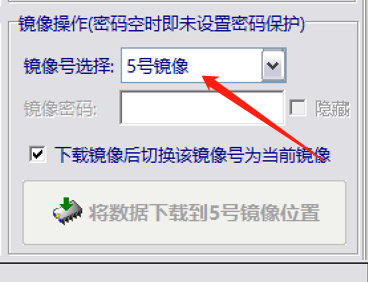 镜像操作(密码空时即未设置密码保护)
镜像号选择: 5号镜像
镜像密码: 隐藏
下载镜像后切换该镜像号为当前镜像
将数据下载到5号镜像位置